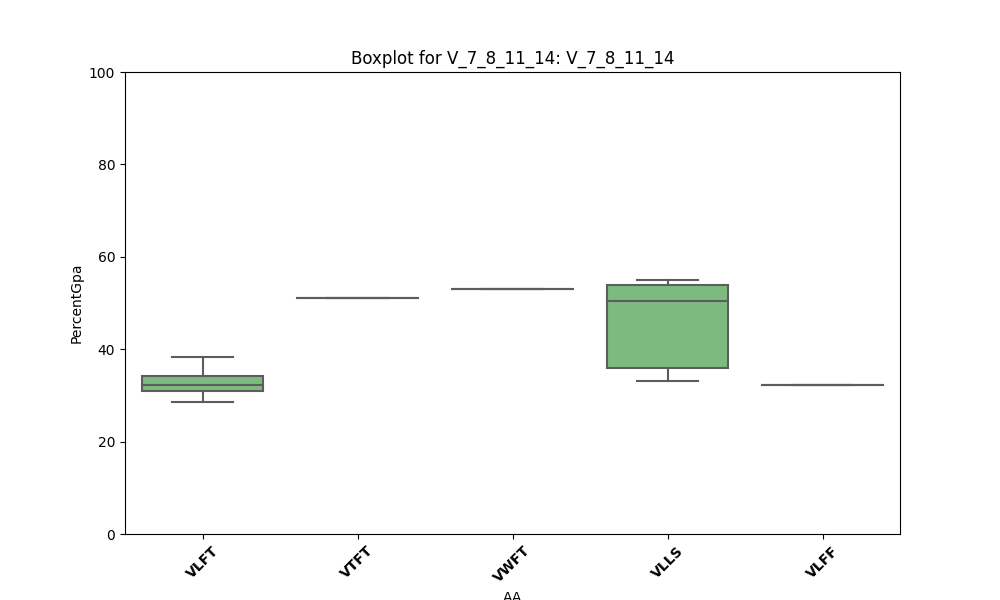 Boxplot for V_7_8_11_14: V_7_8_11_14
100
80
60
40
20
0
PercentGpa
VLFT
VTFT
VWFT
VLLS
VLFF
AA